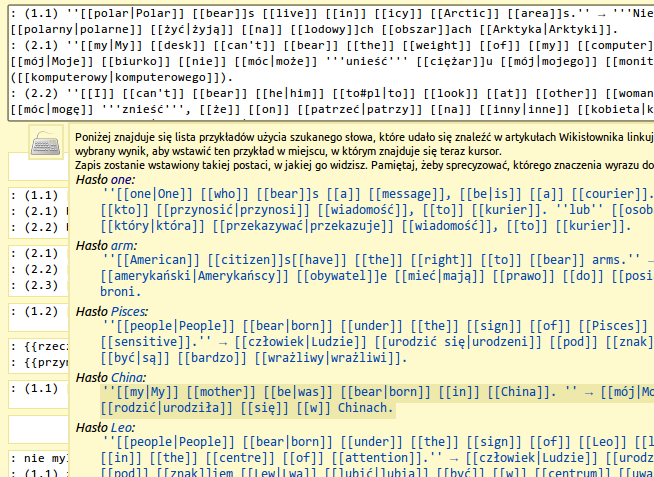 : (1.1) ''[[polar|Polar]] [[bear]]s [[live]] [[in]] [[icy]] [[Arctic]] [[area]]s.'' → '''Nie
[[polarny|polarne]] [[żyć|żyją]] [[na]] [[lodowy]]ch [[obszar]]ach [[Arktyka|Arktyki]].
: (2.1) ''[[my|My]] [[desk]] [[can't]] [[bear]] [[the]] [[weight]] [[of]] [[my]] [[computer]
[[mój|Moje]] [[biurko]] [[nie]] [[móc|może]] '''unieść''' [[ciężar]]u [[mój|mojego]] [[monit
([[komputerowy|komputerowego]]).
: (2.2) ''[[I]] [[can't]] [[bear]] [[he|him]] [[to#pl|to]] [[look]] [[at]] [[other]] [[woman
[[móc|mogę]] '''znieść''', [[że]] [[on]] [[patrzeć|patrzy]] [[na]] [[inny|inne]] [[kobieta|k
Poniżej znajduje się lista przykładów użycia szukanego słowa, które udało się znaleźć w artykułach Wikisłownika linkuj
wybrany wynik, aby wstawić ten przykład w miejscu, w którym znajduje się teraz kursor.
Zapis zostanie wstawiony takiej postaci, w jakiej go widzisz. Pamiętaj, żeby sprecyzować, którego znaczenia wyrazu do
Hasło one:
''[[one|One]] [[who]] [[bear]]s [[a]] [[message]], [[be|is]] [[a]] [[courier]].
[[kto]] [[przynosić|przynosi]] [[wiadomość]], [[to]] [[kurier]]. ''lub'' [[osob
: (1.1)
[[który|która]] [[przekazywać|przekazuje]] [[wiadomość]], [[to]] [[kurier]].
: (2.1)
: (2.2)
Hasło arm:
: (2.1)
''[[American]] [[citizen]]s[[have]] [[the]] [[right]] [[to]] [[bear]] arms.'' →
: (2.2)
[[amerykański|Amerykańscy]] [[obywatel]]e [[mieć|mają]] [[prawo]] [[do]] [[posi
: (2.3)
broni.
: (1.2)
Hasło Pisces:
''[[people|People]] [[bear|born]] [[under]] [[the]] [[sign]] [[of]] [[Pisces]]
: {{rzec
[[sensitive]].'' → [[człowiek|Ludzie]] [[urodzić się|urodzeni]] [[pod]] [[znak]
: {{przy
[[być|są]] [[bardzo]] [[wrażliwy|wrażliwi]].
Hasło China:
: (1.1)
''[[my|My]] [[mother]] [[be|was]] [[bear|born]] [[in]] [[China]]. '' → [[mój|Mo
[[rodzić|urodziła]] [[się]] [[w]] Chinach.
Hasło Leo:
''[[people|People]] [[bear|born]] [[under]] [[the]] [[sign]] [[of]] [[Leo]] [[l
: nie my
[[in]] [[the]] [[centre]] [[of]] [[attention]].'' → [[człowiek|Ludzie]] [[urodz
: (1.1)
[[pod]] [[znak]]iem [[Lew|Lwa]] [[lubić|lubią]] [[być]] [[w]] [[centrum]] [[uwa